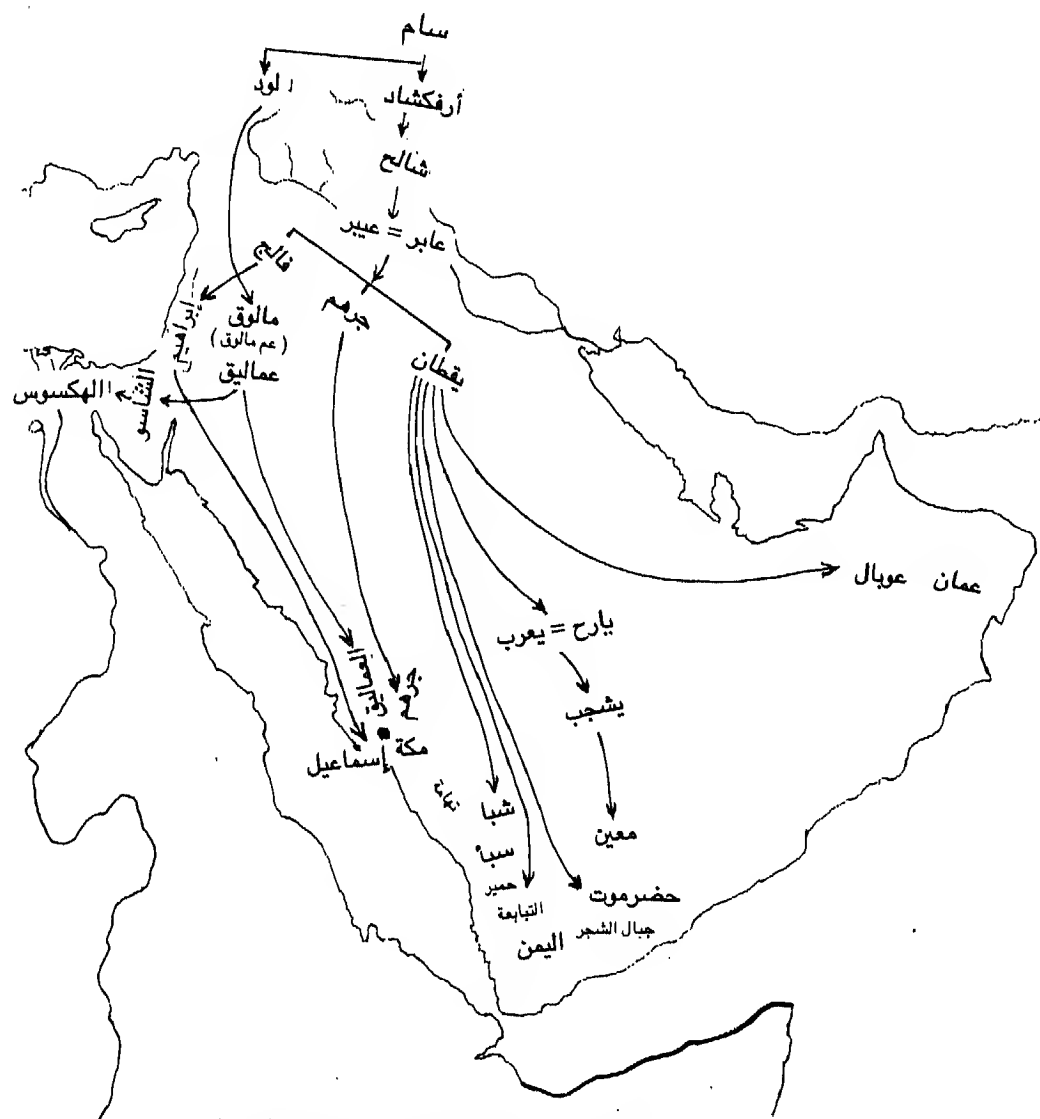 سام
لود
أرفكشاد
شالح
عابر = عيبر
فالج
جرهم
يقطان
إبراهيم
مالوق
(عم مالوق)
عماليق
الشاسو
الهكسوس
عمان عوبال
يارح = يعرب
يشجب
معين
العماليق
جرهم
مكة
إسماعيل
تهامة
شبا
سبأ
حمير
التبابعة
اليمن
حضرموت
جبال الشجر